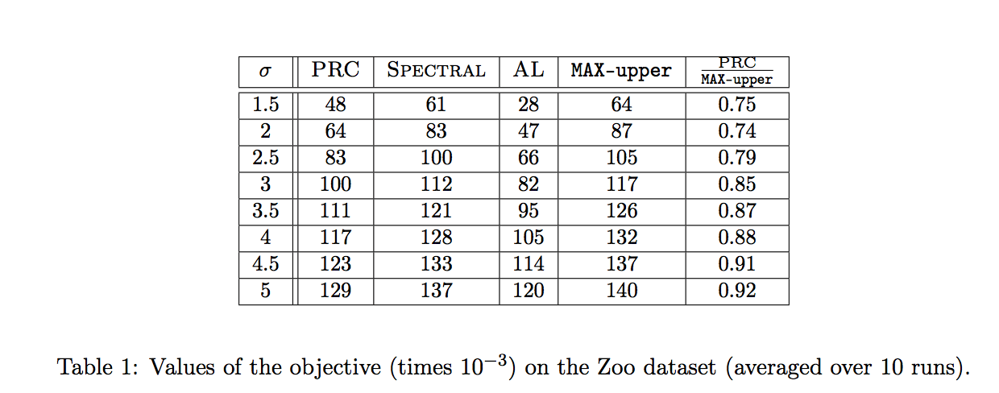 σ PRC SPECTRAL AL MAX-upper PRC/MAX-upper
1.5 48 61 28 64 0.75
2 64 83 47 87 0.74
2.5 83 100 66 105 0.79
3 100 112 82 117 0.85
3.5 111 121 95 126 0.87
4 117 128 105 132 0.88
4.5 123 133 114 137 0.91
5 129 137 120 140 0.92
Table 1: Values of the objective (times 10⁻³) on the Zoo dataset (averaged over 10 runs).